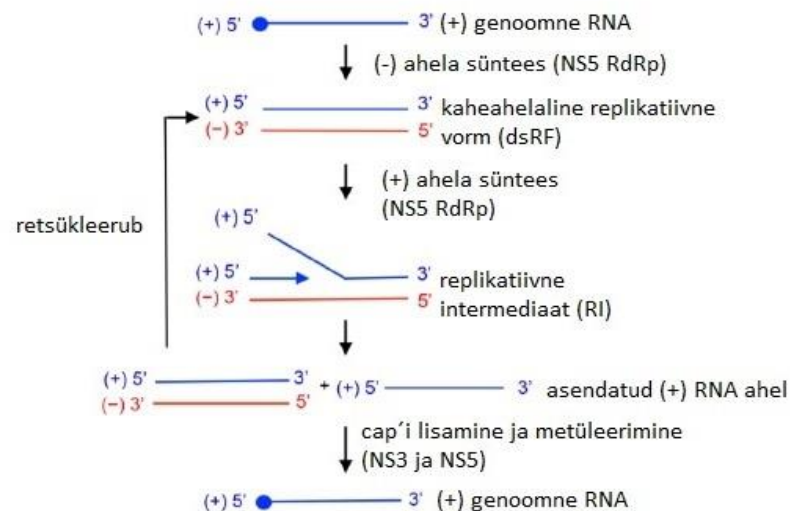 (+) 5' 3' (+) genoomne RNA
(-) ahela süntees (NS5 RdRp)
(+) 5' 3' kaheahelaline replikatiivne
(−) 3' 5' vorm (dsRF)
(+) ahela süntees
(NS5 RdRp)
retsükleerub
(+) 5'
(+) 5' 3' replikatiivne
(−) 3' 5' intermediaat (RI)
(+) 5' 3' + (+) 5' 3' asendatud (+) RNA ahel
(−) 3' 5'
cap´i lisamine ja metüleerimine
(NS3 ja NS5)
(+) 5' 3' (+) genoomne RNA